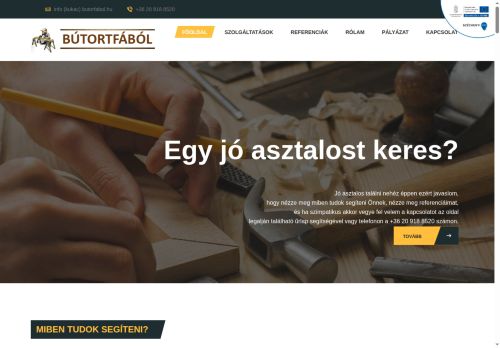 info (kukac) butortfabol.hu
+36 20 918 8520
BÚTORTFÁBÓL
FŐOLDAL
SZOLGÁLTATÁSOK
REFERENCIÁK
RÓLAM
PÁLYÁZAT
KAPCSOLAT
SZÉCHENYI
Egy jó asztalost keres?
Jó asztalos találni nehéz éppen ezért javaslom,
hogy nézze meg miben tudok segíteni Önnek, nézze meg referenciáimat,
és ha szimpatikus akkor vegye fel velem a kapcsolatot az oldal
legalján található űrlap segítségével vagy telefonon a +36 20 918 8520 számon.
TOVÁBB
MIBEN TUDOK SEGÍTENI?